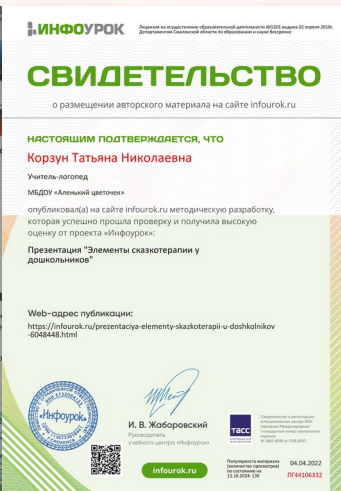 ИНФОУРОК
Лицензия на осуществление образовательной деятельности №5201 выдана 02 апреля 2018г.
Департаментом Смоленской области по образованию и науке бессрочно
СВИДЕТЕЛЬСТВО
о размещении авторского материала на сайте infourok.ru
НАСТОЯЩИМ ПОДТВЕРЖДАЕТСЯ, ЧТО
Корзун Татьяна Николаевна
Учитель-логопед
МБДОУ «Аленький цветочек»
опубликовал(а) на сайте infourok.ru методическую разработку,
которая успешно прошла проверку и получила высокую
оценку от проекта «Инфоурок»:
Презентация "Элементы сказкотерапии у
дошкольников"
Web-адрес публикации:
https://infourok.ru/prezentaciya-elementy-skazkoterapii-u-doshkolnikov
-6048448.html
«Инфоурок»
И. В. Жаборовский
Руководитель
учебного центра «Инфоурок»
infourok.ru
ТАСС
Популярность материала
(количество просмотров)
по состоянию на
13.10.2024: 139
04.04.2022
ПГ44106332